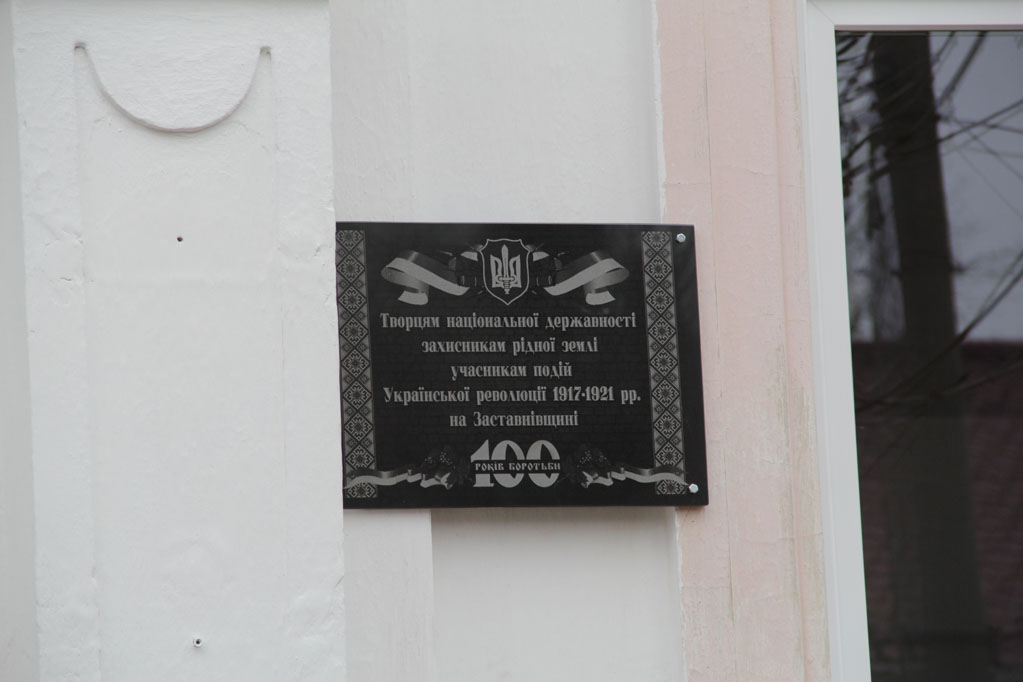 Творцям національної державності
захисникам рідної землі
учасникам подій
Української революції 1917-1921 рр.
на Заставнівщині
100
РОКІВ БОРОТЬБИ